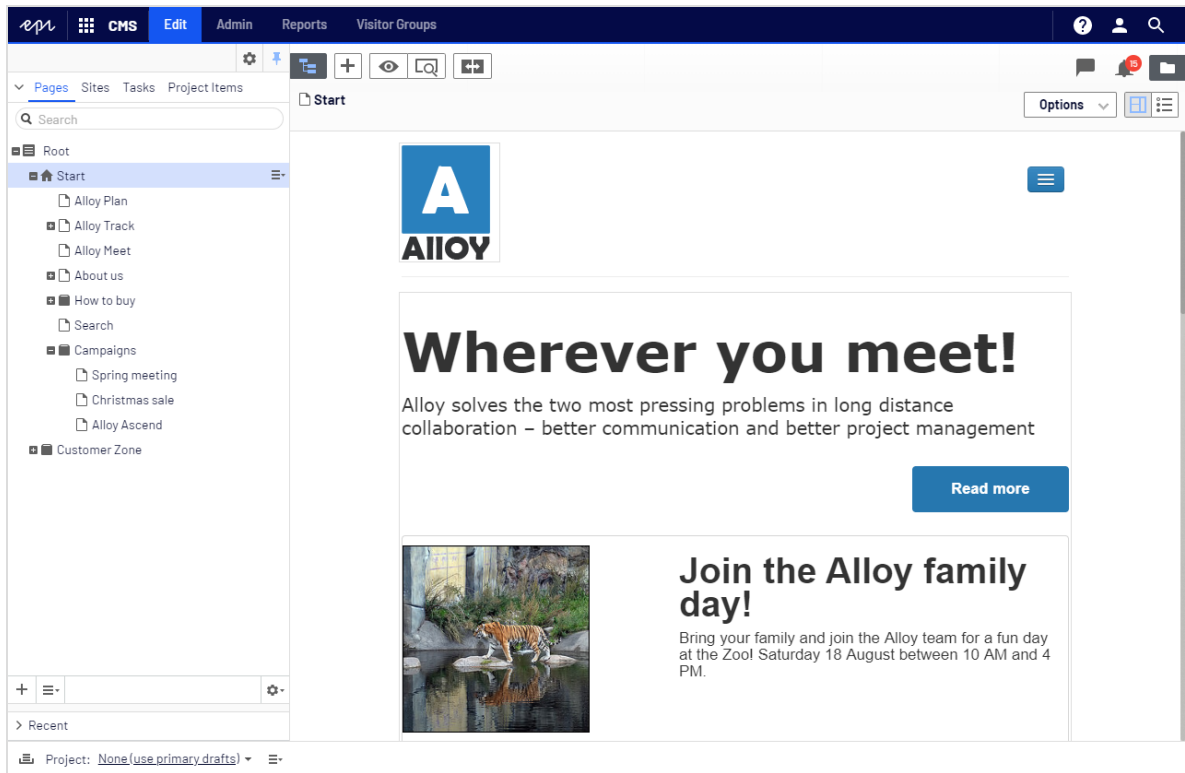 epi CMS Edit Admin Reports Visitor Groups
15
Pages Sites Tasks Project Items
Start
Options
Search
Root
Start
Alloy Plan
Alloy Track
Alloy Meet
About us
How to buy
Search
Campaigns
Spring meeting
Christmas sale
Alloy Ascend
Customer Zone
Recent
Project: None (use primary drafts)
A
Alloy
Wherever you meet!
Alloy solves the two most pressing problems in long distance
collaboration – better communication and better project management
Read more
Join the Alloy family
day!
Bring your family and join the Alloy team for a fun day
at the Zoo! Saturday 18 August between 10 AM and 4
PM.